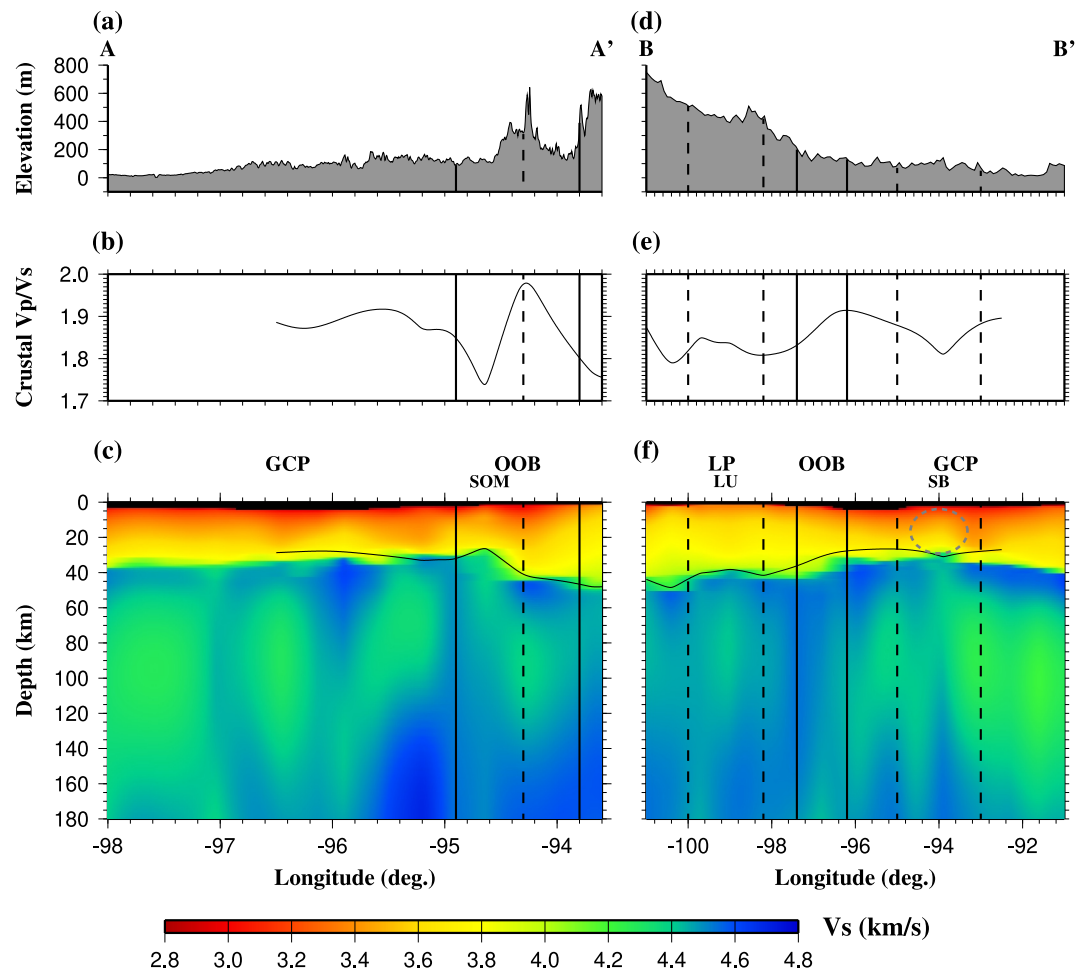 (a)
(d)
A
A’
B
B’
Elevation (m)
800
600
400
200
0
(b)
(e)
Crustal Vp/Vs
2.0
1.9
1.8
1.7
(c)
(f)
GCP
OOB
SOM
LP
LU
OOB
GCP
SB
Depth (km)
0
20
40
60
80
100
120
140
160
180
-98
-97
-96
-95
-94
-100
-98
-96
-94
-92
Longitude (deg.)
Longitude (deg.)
Vs (km/s)
2.8
3.0
3.2
3.4
3.6
3.8
4.0
4.2
4.4
4.6
4.8